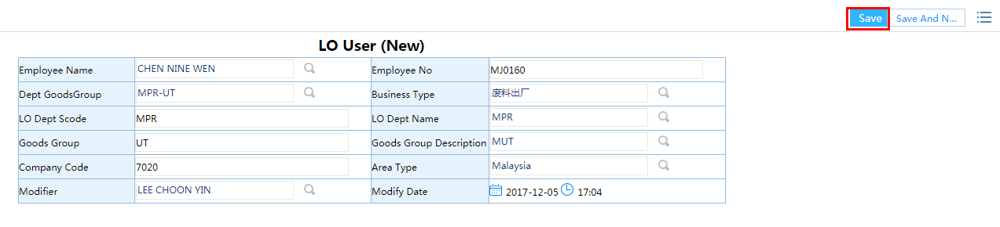 Save Save And N...
LO User (New)
Employee Name CHEN NINE WEN Employee No MJ0160
Dept GoodsGroup MPR-UT Business Type 废料出厂
LO Dept Scode MPR LO Dept Name MPR
Goods Group UT Goods Group Description MUT
Company Code 7020 Area Type Malaysia
Modifier LEE CHOON YIN Modify Date 2017-12-05 17:04